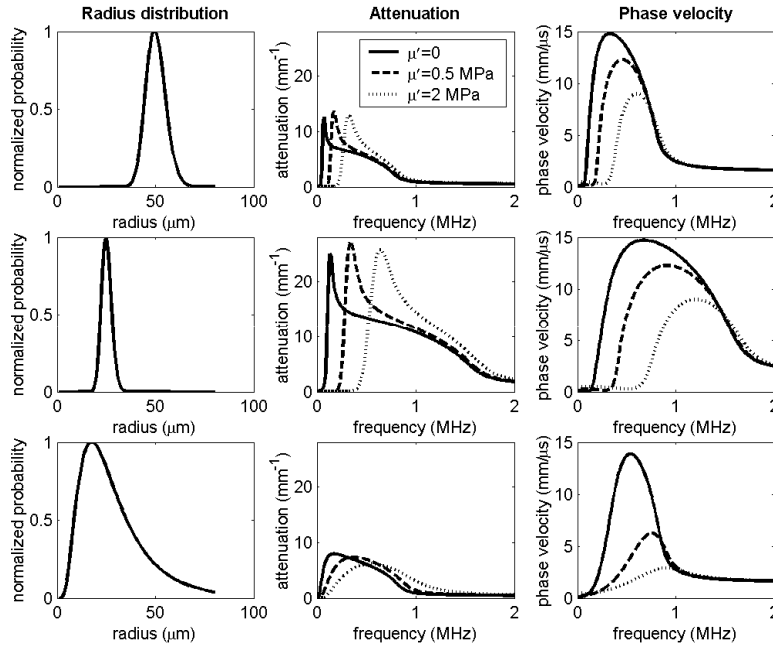 Radius distribution
Attenuation
Phase velocity
normalized probability
1
0.5
0
0
50
100
radius (μm)
attenuation (mm⁻¹)
20
10
0
0
1
2
frequency (MHz)
μ'=0
μ'=0.5 MPa
μ'=2 MPa
phase velocity (mm/μs)
15
10
5
0
0
1
2
frequency (MHz)
normalized probability
1
0.5
0
0
50
100
radius (μm)
attenuation (mm⁻¹)
20
10
0
0
1
2
frequency (MHz)
phase velocity (mm/μs)
15
10
5
0
0
1
2
frequency (MHz)
normalized probability
1
0.5
0
0
50
100
radius (μm)
attenuation (mm⁻¹)
20
10
0
0
1
2
frequency (MHz)
phase velocity (mm/μs)
15
10
5
0
0
1
2
frequency (MHz)